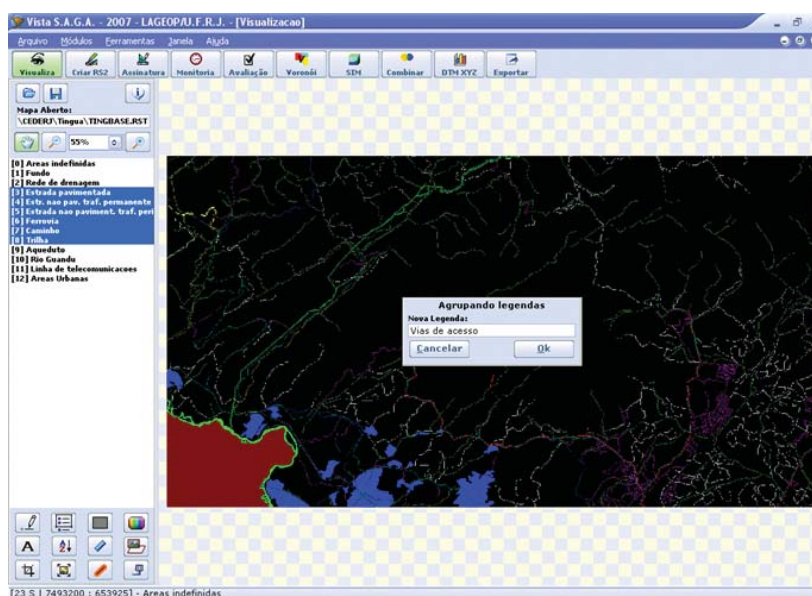 Vista S.A.G.A. - 2007 - LAGEOP/U.F.R.J. - [Visualizacao]
Arquivo Módulos Ferramentas Janela Ajuda
Visualiza Criar RS2 Assinatura Monitoria Avaliação Voronói SIM Combinar DTM XYZ Exportar
Mapa Aberto:
\CEDERJ\Tingua\TINGBASE.RST
55%
[0] Areas indefinidas
[1] Fundo
[2] Rede de drenagem
[3] Estrada pavimentada
[4] Estr. nao pav. traf. permanente
[5] Estrada nao paviment. traf. peri
[6] Ferrovia
[7] Caminho
[8] Trilha
[9] Aqueduto
[10] Rio Guandu
[11] Linha de telecomunicacoes
[12] Areas Urbanas
Agrupando legendas
Nova Legenda:
Vias de acesso
Cancelar Ok
[23 S | 7493200 : 653925] - Areas indefinidas